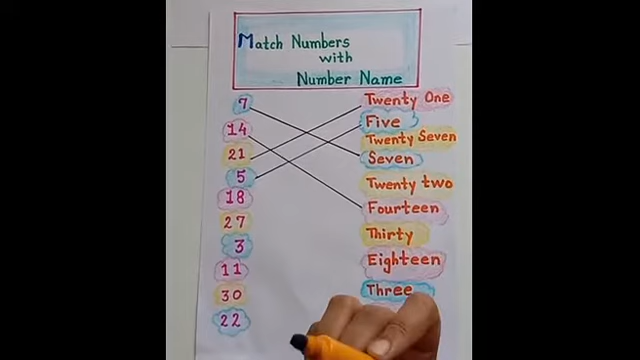 Match Numbers
with
Number Name
7 Twenty One
14 Five
21 Twenty Seven
5 Seven
18 Twenty two
27 Fourteen
3 Thirty
11 Eighteen
30 Three
22